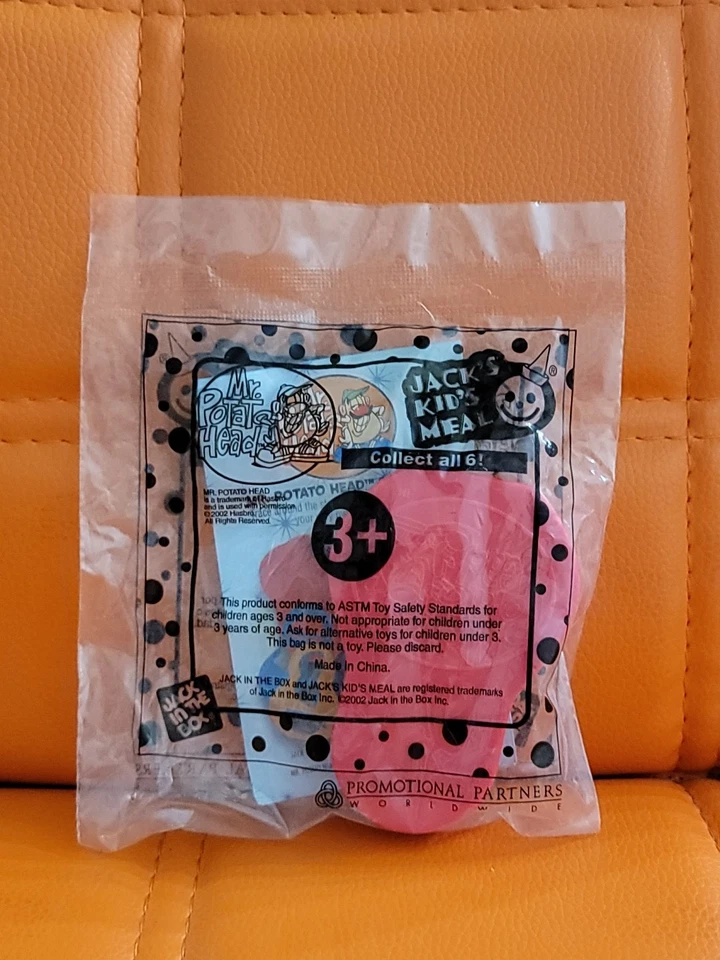 Mr.
Potato
Head
JACK'S
KID'S
MEAL
®
Collect all 6!
MR. POTATO HEAD
is a trademark of Hasbro
and is used with permission.
©2002 Hasbro.
All Rights Reserved.
POTATO HEAD™
3+
This product conforms to ASTM Toy Safety Standards for
children ages 3 and over. Not appropriate for children under
3 years of age. Ask for alternative toys for children under 3.
This bag is not a toy. Please discard.
Made in China.
JACK IN THE BOX and JACK'S KID'S MEAL are registered trademarks
of Jack in the Box Inc. ©2002 Jack in the Box Inc.
JACK
IN THE
BOX
PROMOTIONAL PARTNERS
WORLDWIDE